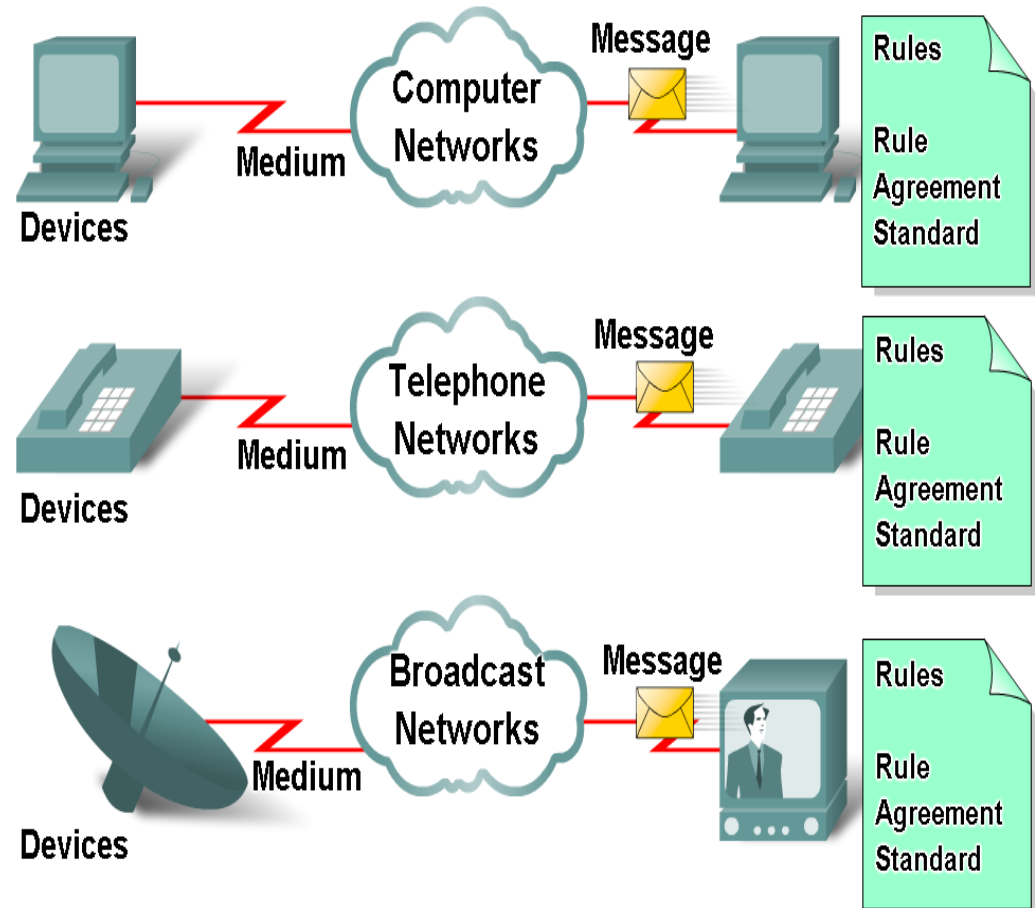 Message
Computer
Networks
Medium
Devices
Rules
Rule
Agreement
Standard
Message
Telephone
Networks
Medium
Devices
Rules
Rule
Agreement
Standard
Message
Broadcast
Networks
Medium
Devices
Rules
Rule
Agreement
Standard